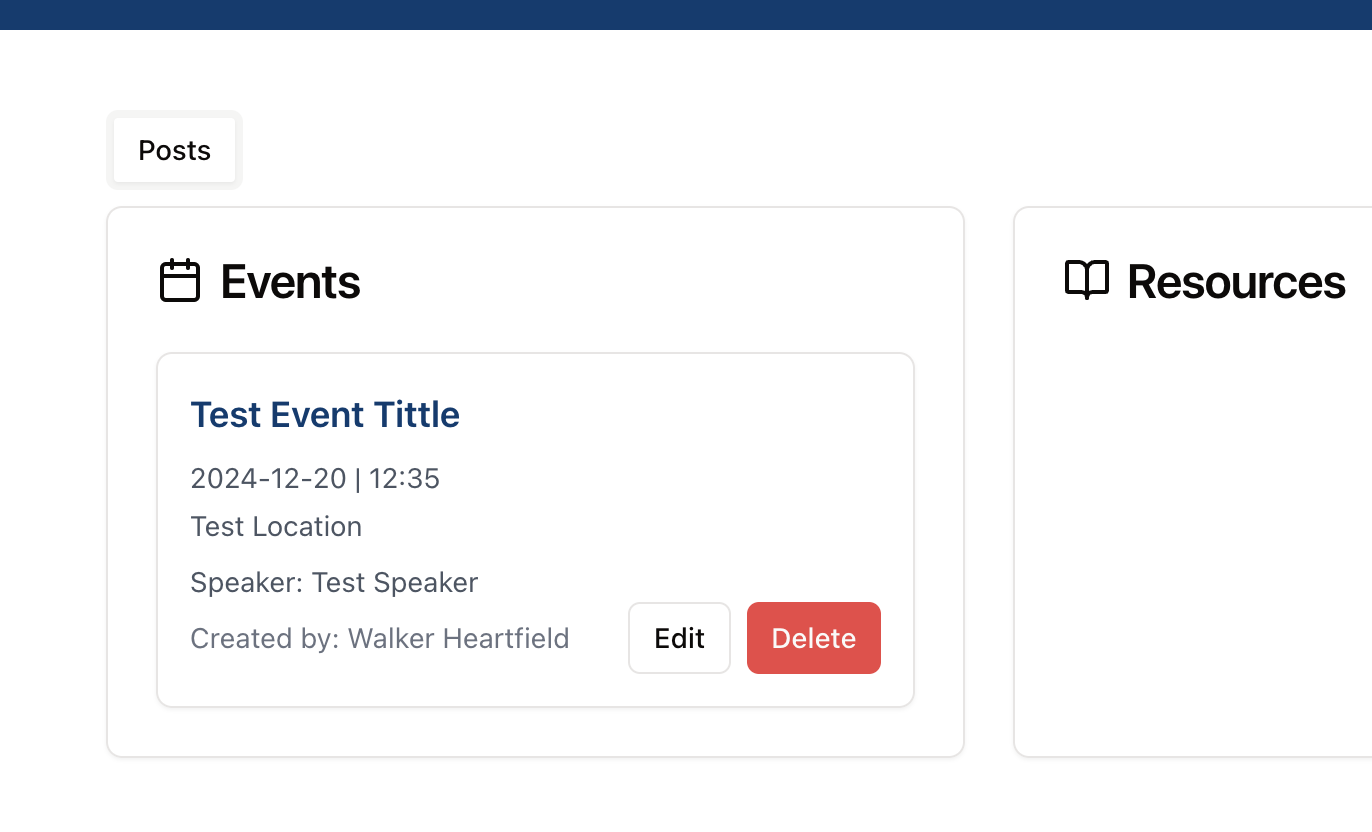 Posts
Events
Test Event Tittle
2024-12-20 | 12:35
Test Location
Speaker: Test Speaker
Created by: Walker Heartfield
Edit
Delete
Resources